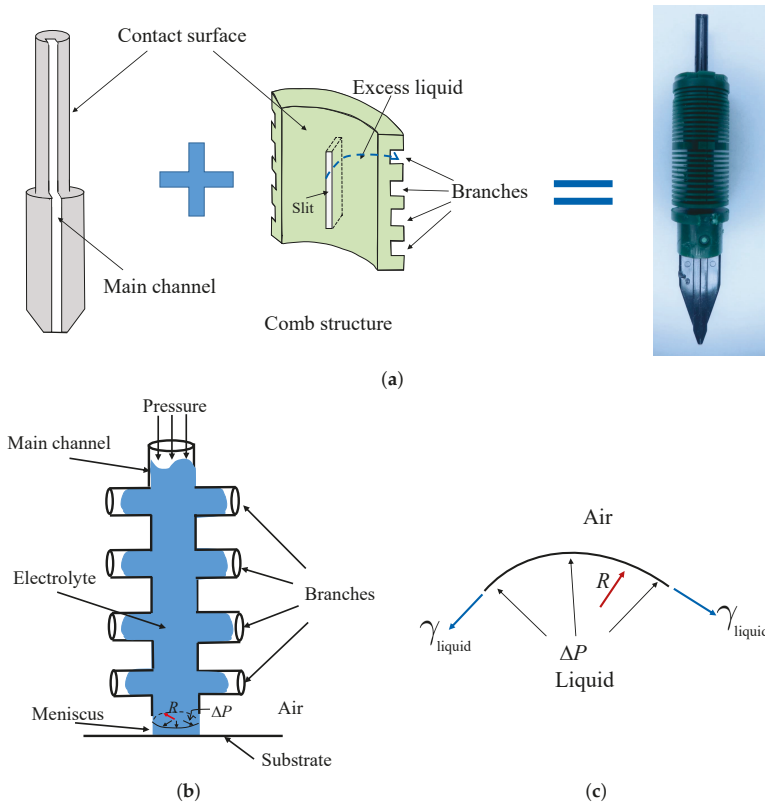 Contact surface
Excess liquid
Slit
Branches
Main channel
Comb structure
(a)
Pressure
Main channel
Electrolyte
Branches
R
ΔP
Meniscus
Air
Substrate
(b)
Air
R
γliquid
γliquid
ΔP
Liquid
(c)